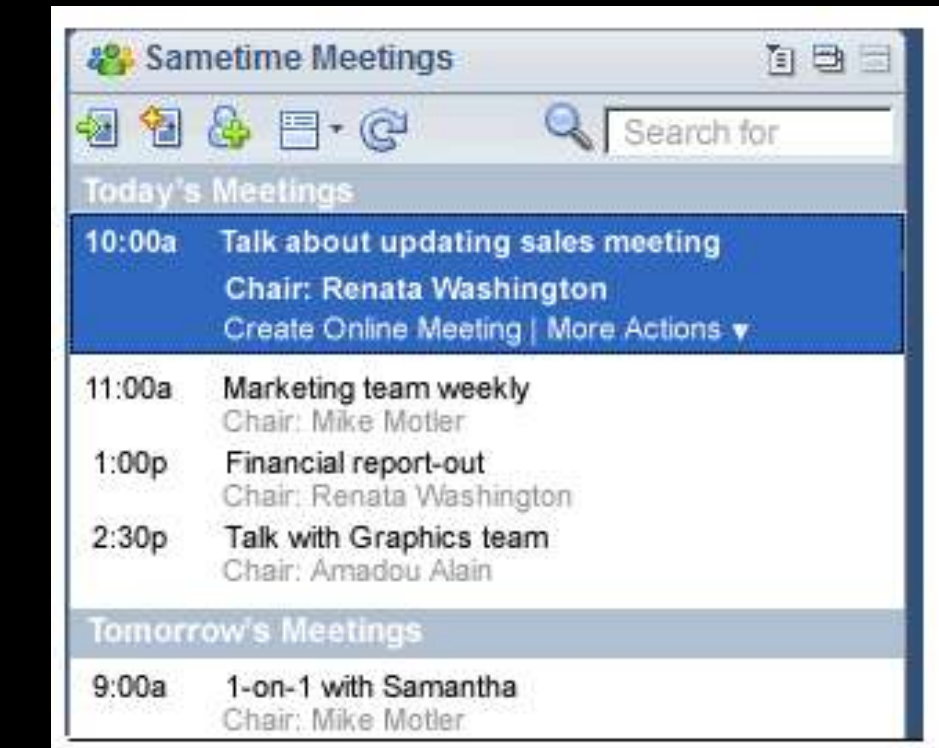 Sametime Meetings
Search for
Today's Meetings
10:00a Talk about updating sales meeting
Chair: Renata Washington
Create Online Meeting | More Actions ▼
11:00a Marketing team weekly
Chair: Mike Motler
1:00p Financial report-out
Chair: Renata Washington
2:30p Talk with Graphics team
Chair: Amadou Alain
Tomorrow's Meetings
9:00a 1-on-1 with Samantha
Chair: Mike Motler